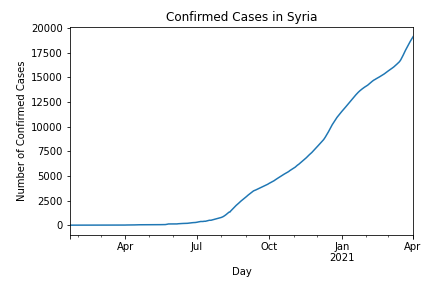 Confirmed Cases in Syria
20000
17500
15000
12500
10000
7500
5000
2500
0
Number of Confirmed Cases
Apr Jul Oct Jan Apr
2021
Day